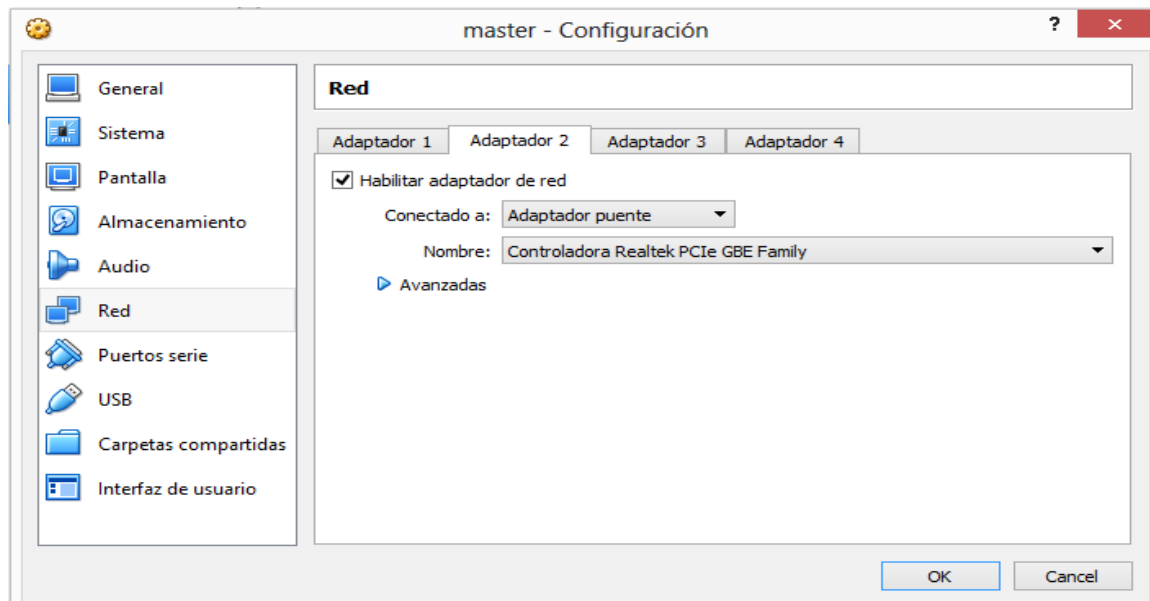 master - Configuración
?
General
Sistema
Pantalla
Almacenamiento
Audio
Red
Puertos serie
USB
Carpetas compartidas
Interfaz de usuario
Red
Adaptador 1 Adaptador 2 Adaptador 3 Adaptador 4
Habilitar adaptador de red
Conectado a: Adaptador puente
Nombre: Controladora Realtek PCIe GBE Family
Avanzadas
OK Cancel